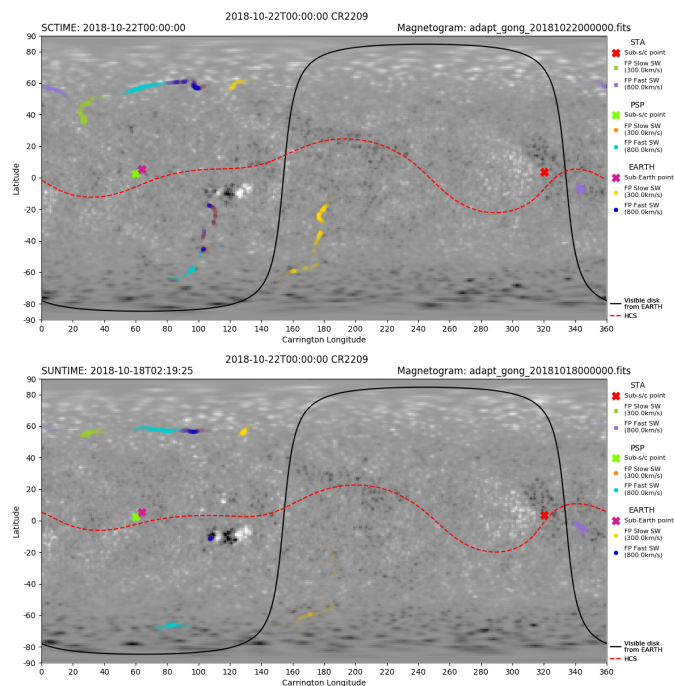 2018-10-22T00:00:00 CR2209
SCTIME: 2018-10-22T00:00:00
Magnetogram: adapt_gong_20181022000000.fits
90
80
60
40
20
0
-20
-40
-60
-80
-90
Latitude
0
20
40
60
80
100
120
140
160
180
200
220
240
260
280
300
320
340
360
Carrington Longitude
STA
Sub-s/c point
FP Slow SW
(300.0km/s)
FP Fast SW
(800.0km/s)
PSP
Sub-s/c point
FP Slow SW
(300.0km/s)
FP Fast SW
(800.0km/s)
EARTH
Sub-Earth point
FP Slow SW
(300.0km/s)
FP Fast SW
(800.0km/s)
Visible disk
from EARTH
HCS
2018-10-22T00:00:00 CR2209
SUNTIME: 2018-10-18T02:19:25
Magnetogram: adapt_gong_20181018000000.fits
90
80
60
40
20
0
-20
-40
-60
-80
-90
Latitude
0
20
40
60
80
100
120
140
160
180
200
220
240
260
280
300
320
340
360
Carrington Longitude
STA
Sub-s/c point
FP Slow SW
(300.0km/s)
FP Fast SW
(800.0km/s)
PSP
Sub-s/c point
FP Slow SW
(300.0km/s)
FP Fast SW
(800.0km/s)
EARTH
Sub-Earth point
FP Slow SW
(300.0km/s)
FP Fast SW
(800.0km/s)
Visible disk
from EARTH
HCS